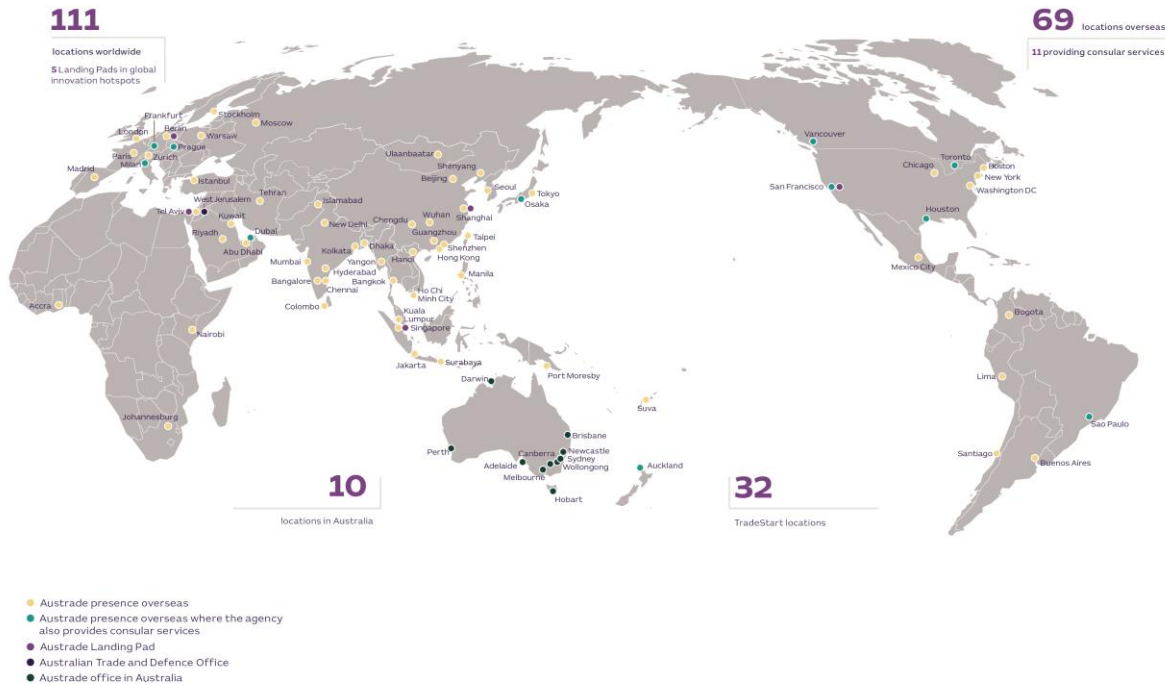 111
locations worldwide
5 Landing Pads in global
innovation hotspots
69 locations overseas
11 providing consular services
Frankfurt
Stockholm
London
Berlin
Moscow
Warsaw
Paris
Zurich
Prague
Milan
Madrid
Istanbul
Ulaanbaatar
Shenyang
Beijing
Seoul
Tokyo
Osaka
Tehran
West Jerusalem
Islamabad
Tel Aviv
Kuwait
Dubai
New Delhi
Chengdu
Wuhan
Shanghai
Guangzhou
Riyadh
Abu Dhabi
Kolkata
Dhaka
Taipei
Shenzhen
Hong Kong
Mumbai
Yangon
Hanoi
Hyderabad
Manila
Bangalore
Chennai
Bangkok
Colombo
Ho Chi
Minh City
Accra
Kuala
Lumpur
Singapore
Nairobi
Jakarta
Surabaya
Port Moresby
Darwin
Suva
Johannesburg
Brisbane
Perth
Canberra
Newcastle
Sydney
Adelaide
Wollongong
Melbourne
Auckland
Hobart
Vancouver
Toronto
Boston
Chicago
New York
San Francisco
Washington DC
Houston
Mexico City
Bogota
Lima
Sao Paulo
Santiago
Buenos Aires
10
locations in Australia
32
TradeStart locations
Austrade presence overseas
Austrade presence overseas where the agency
also provides consular services
Austrade Landing Pad
Australian Trade and Defence Office
Austrade office in Australia